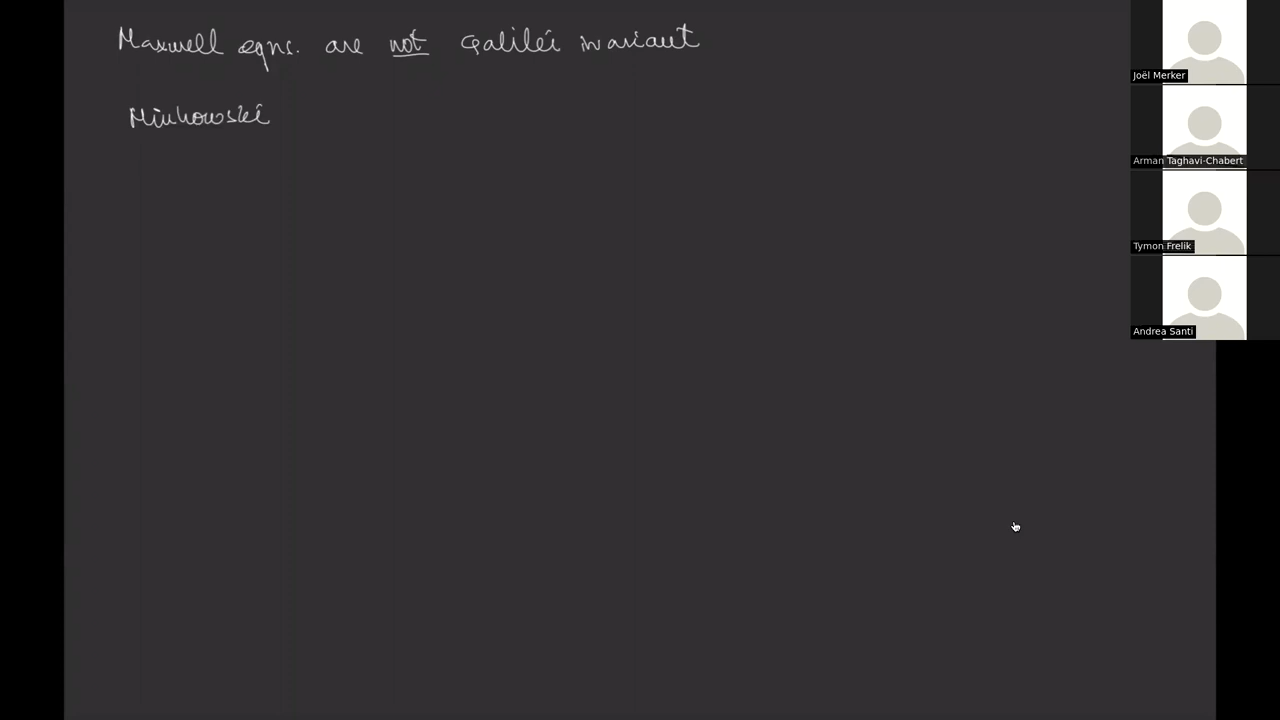 Maxwell eqns. are not Galilei invariant
Minkowski
Joël Merker
Arman Taghavi-Chabert
Tymon Frelik
Andrea Santi